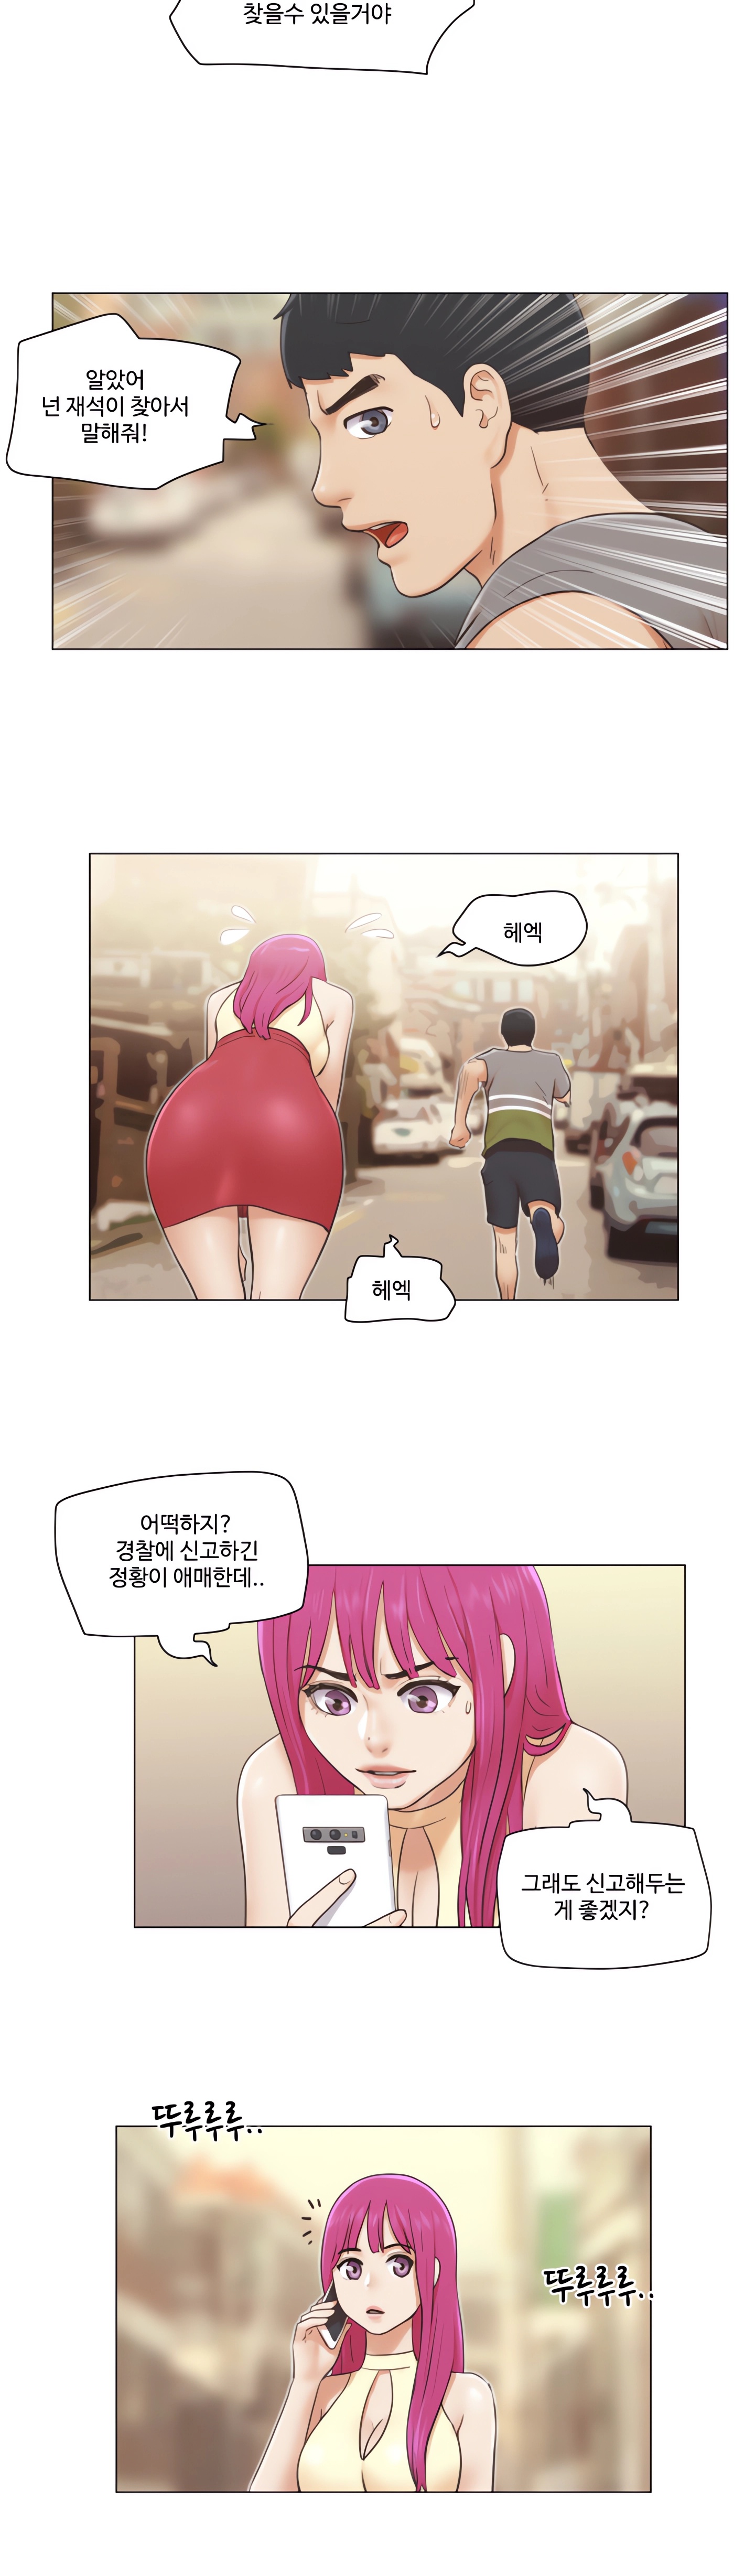 찾을수 있을거야
알았어
넌 재석이 찾아서
말해줘!
헤엑
헤엑
어떡하지?
경찰에 신고하긴
정황이 애매한데..
그래도 신고해두는
게 좋겠지?
뚜루루루..
뚜루루루..